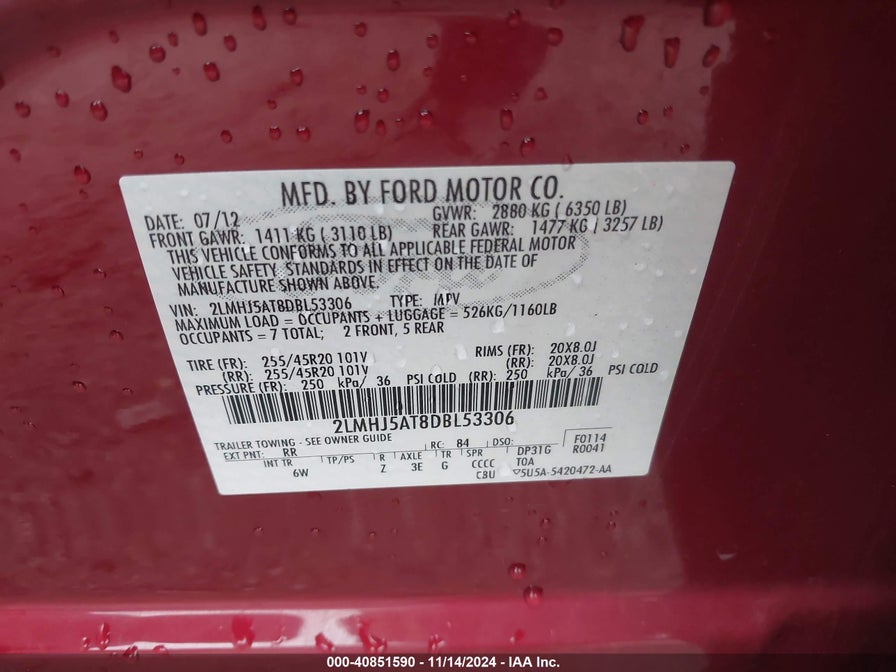 MFD. BY FORD MOTOR CO.
DATE: 07/12 GVWR: 2880 KG ( 6350 LB)
FRONT GAWR: 1411 KG ( 3110 LB) REAR GAWR: 1477 KG ( 3257 LB)
THIS VEHICLE CONFORMS TO ALL APPLICABLE FEDERAL MOTOR
VEHICLE SAFETY STANDARDS IN EFFECT ON THE DATE OF
MANUFACTURE SHOWN ABOVE.
VIN: 2LMHJ5AT8DBL53306 TYPE: MPV
MAXIMUM LOAD = OCCUPANTS + LUGGAGE = 526KG/1160LB
OCCUPANTS = 7 TOTAL; 2 FRONT, 5 REAR
TIRE (FR): 255/45R20 101V RIMS (FR): 20X8.0J
(RR): 255/45R20 101V (RR): 20X8.0J
PRESSURE (FR): 250 kPa/ 36 PSI COLD (RR): 250 kPa/ 36 PSI COLD
2LMHJ5AT8DBL53306
TRAILER TOWING - SEE OWNER GUIDE RC: 84 DSO: F0114
EXT PNT: RR R0041
INT TR TP/PS R AXLE TR SPR DP31G
6W Z 3E G CCCC T0A
C8U ▽5U5A-5420472-AA
000-40851590 - 11/14/2024 - IAA Inc.